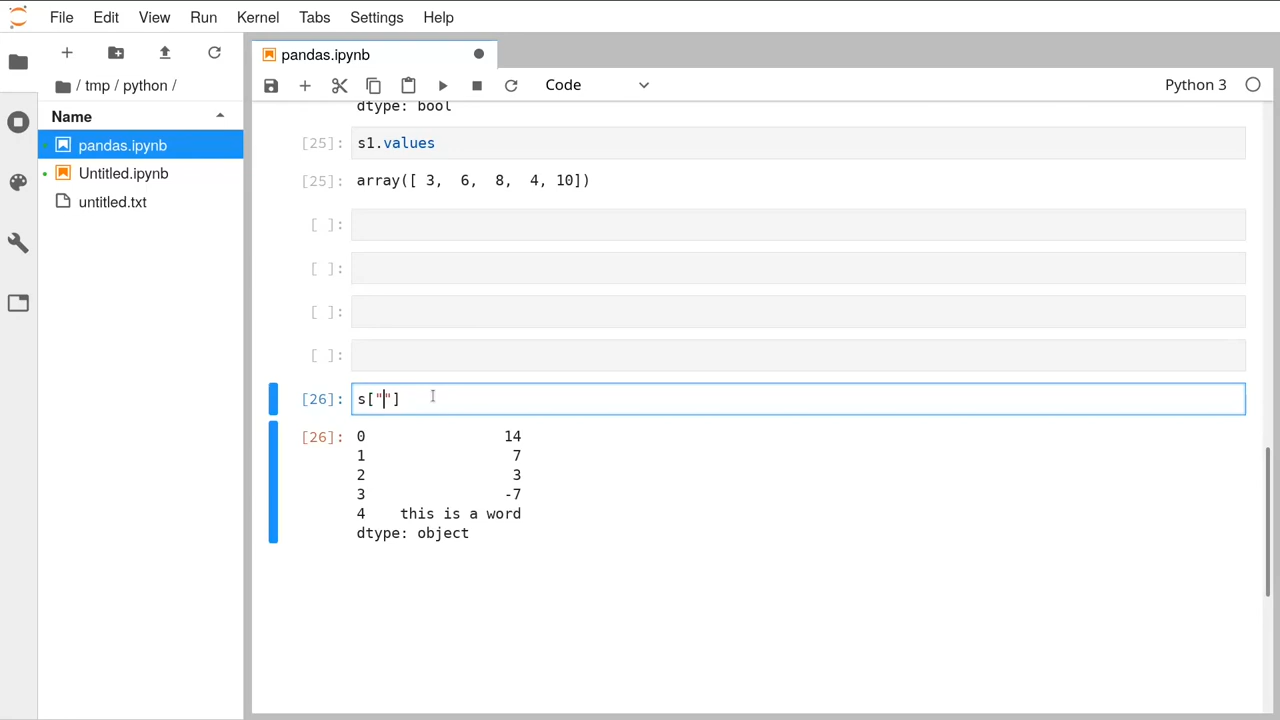 File Edit View Run Kernel Tabs Settings Help
pandas.ipynb
Code
Python 3
/ tmp / python /
Name
pandas.ipynb
Untitled.ipynb
untitled.txt
dtype: bool
[25]: s1.values
[25]: array([ 3,  6,  8,  4, 10])
[ ]:
[ ]:
[ ]:
[ ]:
[26]: s[""]
[26]: 0 14
1 7
2 3
3 -7
4 this is a word
dtype: object